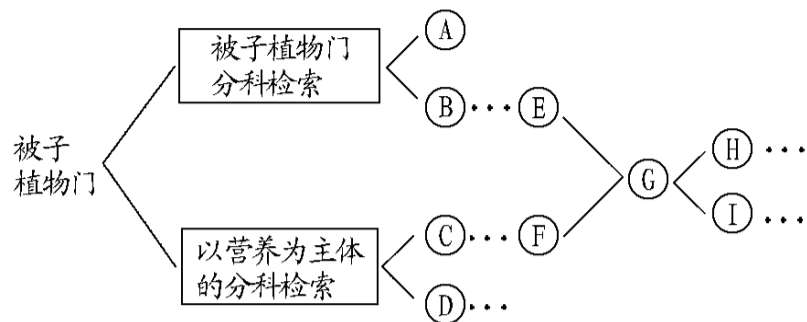 被子植物门
分科检索
A
B···E
被子
植物门
G
H···
I···
以营养为主体
的分科检索
C···F
D···